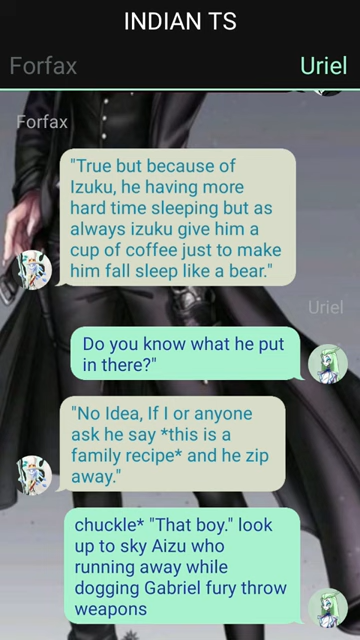 INDIAN TS
Forfax
Uriel
Forfax
"True but because of
Izuku, he having more
hard time sleeping but as
always izuku give him a
cup of coffee just to make
him fall sleep like a bear."
Uriel
Do you know what he put
in there?"
"No Idea, If I or anyone
ask he say *this is a
family recipe* and he zip
away."
chuckle* "That boy." look
up to sky Aizu who
running away while
dogging Gabriel fury throw
weapons